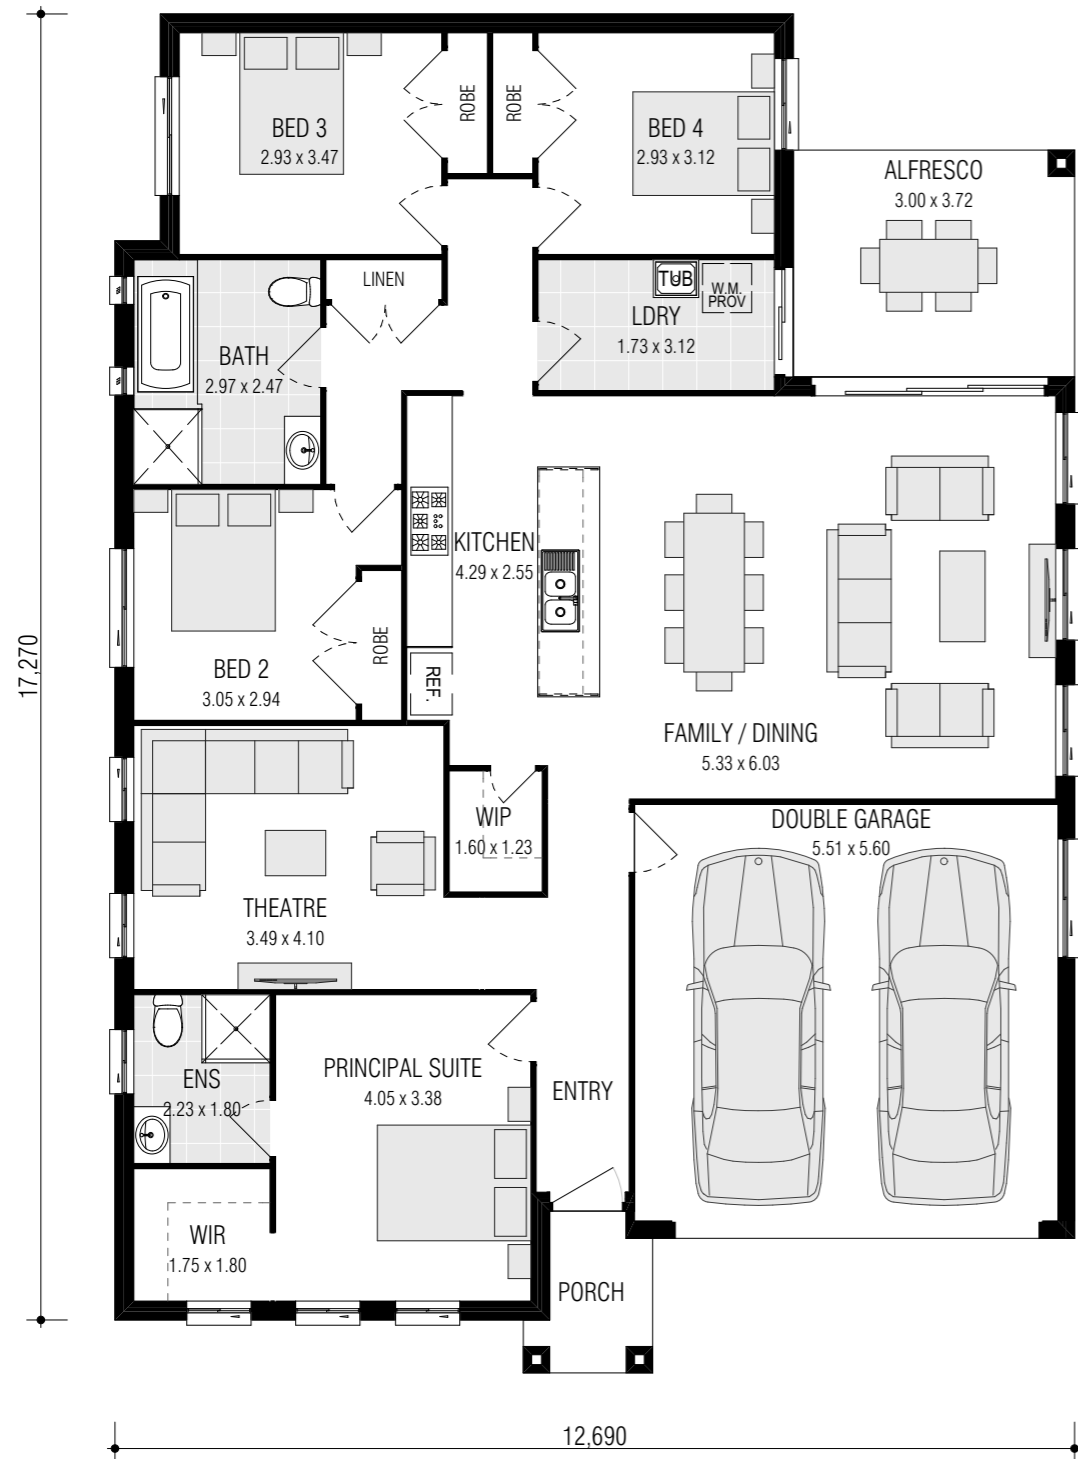 BED 3
2.93 x 3.47
ROBE
ROBE
BED 4
2.93 x 3.12
ALFRESCO
3.00 x 3.72
LINEN
TUB
W.M.
PROV
LDRY
1.73 x 3.12
BATH
2.97 x 2.47
KITCHEN
4.29 x 2.55
17,270
BED 2
3.05 x 2.94
ROBE
REF.
FAMILY / DINING
5.33 x 6.03
WIP
1.60 x 1.23
DOUBLE GARAGE
5.51 x 5.60
THEATRE
3.49 x 4.10
PRINCIPAL SUITE
4.05 x 3.38
ENS
2.23 x 1.80
ENTRY
WIR
1.75 x 1.80
PORCH
12,690